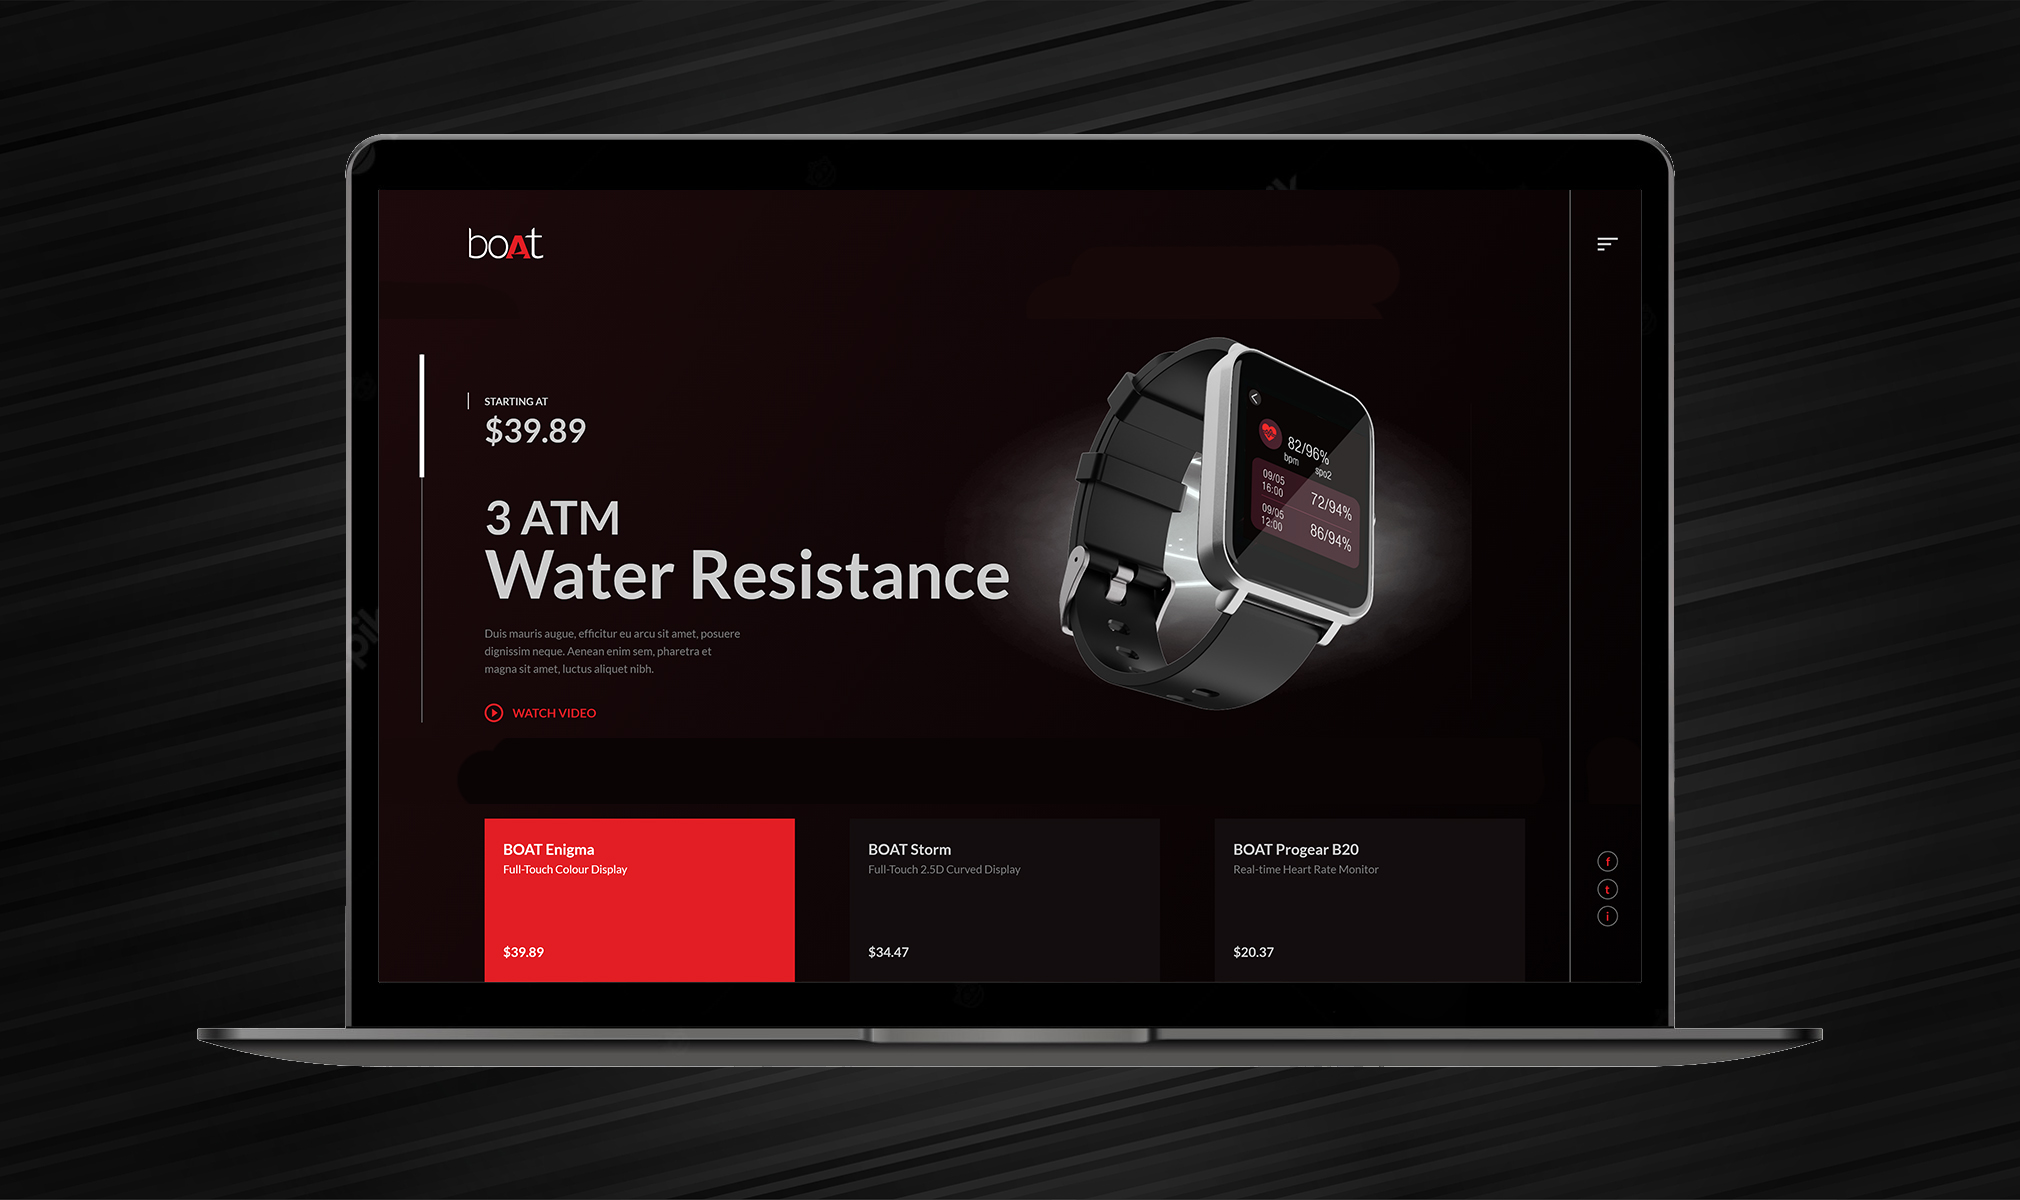 boAt
STARTING AT
$39.89
3 ATM
Water Resistance
Duis mauris augue, efficitur eu arcu sit amet, posuere
dignissim neque. Aenean enim sem, pharetra et
magna sit amet, luctus aliquet nibh.
WATCH VIDEO
82/96%
bpm spo2
09/05
16:00
72/94%
09/05
12:00
86/94%
BOAT Enigma
Full-Touch Colour Display
$39.89
BOAT Storm
Full-Touch 2.5D Curved Display
$34.47
BOAT Progear B20
Real-time Heart Rate Monitor
$20.37
f
t
i